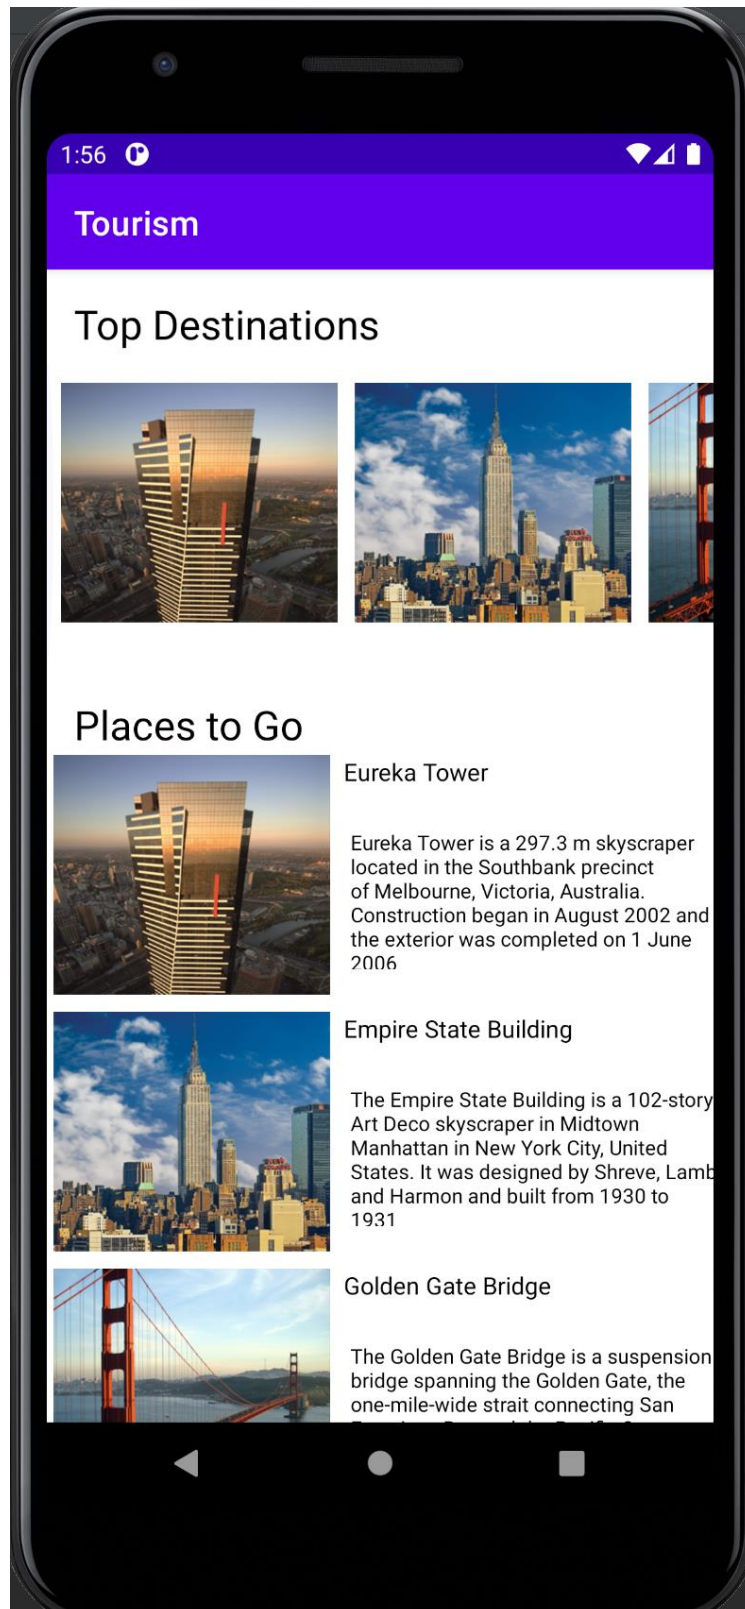 1:56
Tourism
Top Destinations
Places to Go
Eureka Tower
Eureka Tower is a 297.3 m skyscraper
located in the Southbank precinct
of Melbourne, Victoria, Australia.
Construction began in August 2002 and
the exterior was completed on 1 June
2006
Empire State Building
The Empire State Building is a 102-story
Art Deco skyscraper in Midtown
Manhattan in New York City, United
States. It was designed by Shreve, Lamb
and Harmon and built from 1930 to
1931
Golden Gate Bridge
The Golden Gate Bridge is a suspension
bridge spanning the Golden Gate, the
one-mile-wide strait connecting San